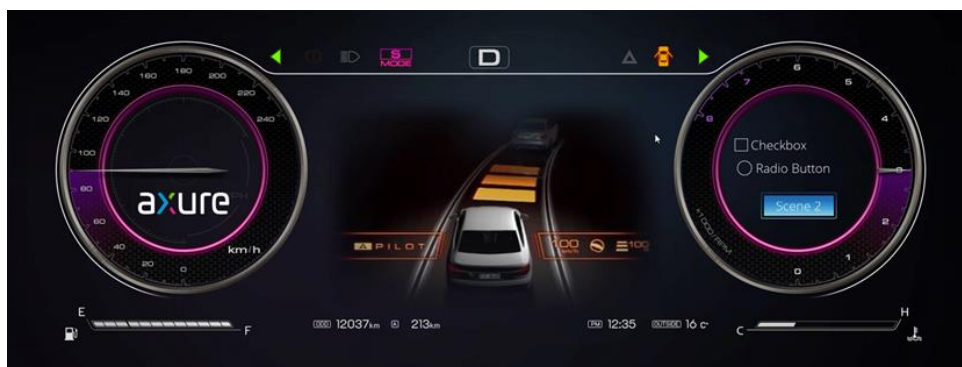 S
MODE
D
160 180 200
140 220
120 240
100
80
60
40
20
0
axure
km/h
A PILOT
100
km/h
100
8 7 6 5
4
3
2
1
0
x1000/RPM
Checkbox
Radio Button
Scene 2
E
F
ODO 12037km A 213km
PM 12:35 OUTSIDE 16 c°
C
H